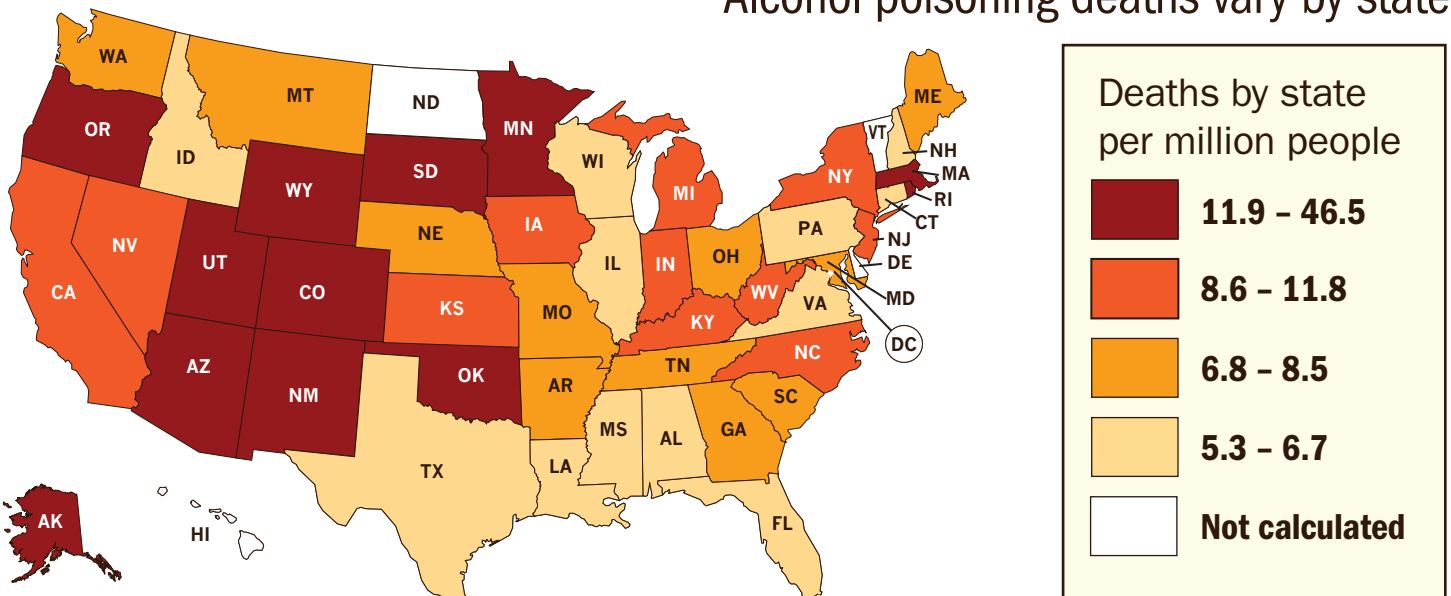 Alcohol poisoning deaths vary by state
WA
MT
ND
MN
ME
OR
ID
WY
SD
WI
MI
NY
VT
NH
MA
RI
CT
NJ
DE
MD
DC
NV
UT
CO
NE
IA
IL
IN
OH
PA
CA
KS
MO
KY
WV
VA
AZ
NM
OK
AR
TN
NC
SC
TX
LA
MS
AL
GA
FL
AK
HI
Deaths by state
per million people
11.9 – 46.5
8.6 – 11.8
6.8 – 8.5
5.3 – 6.7
Not calculated